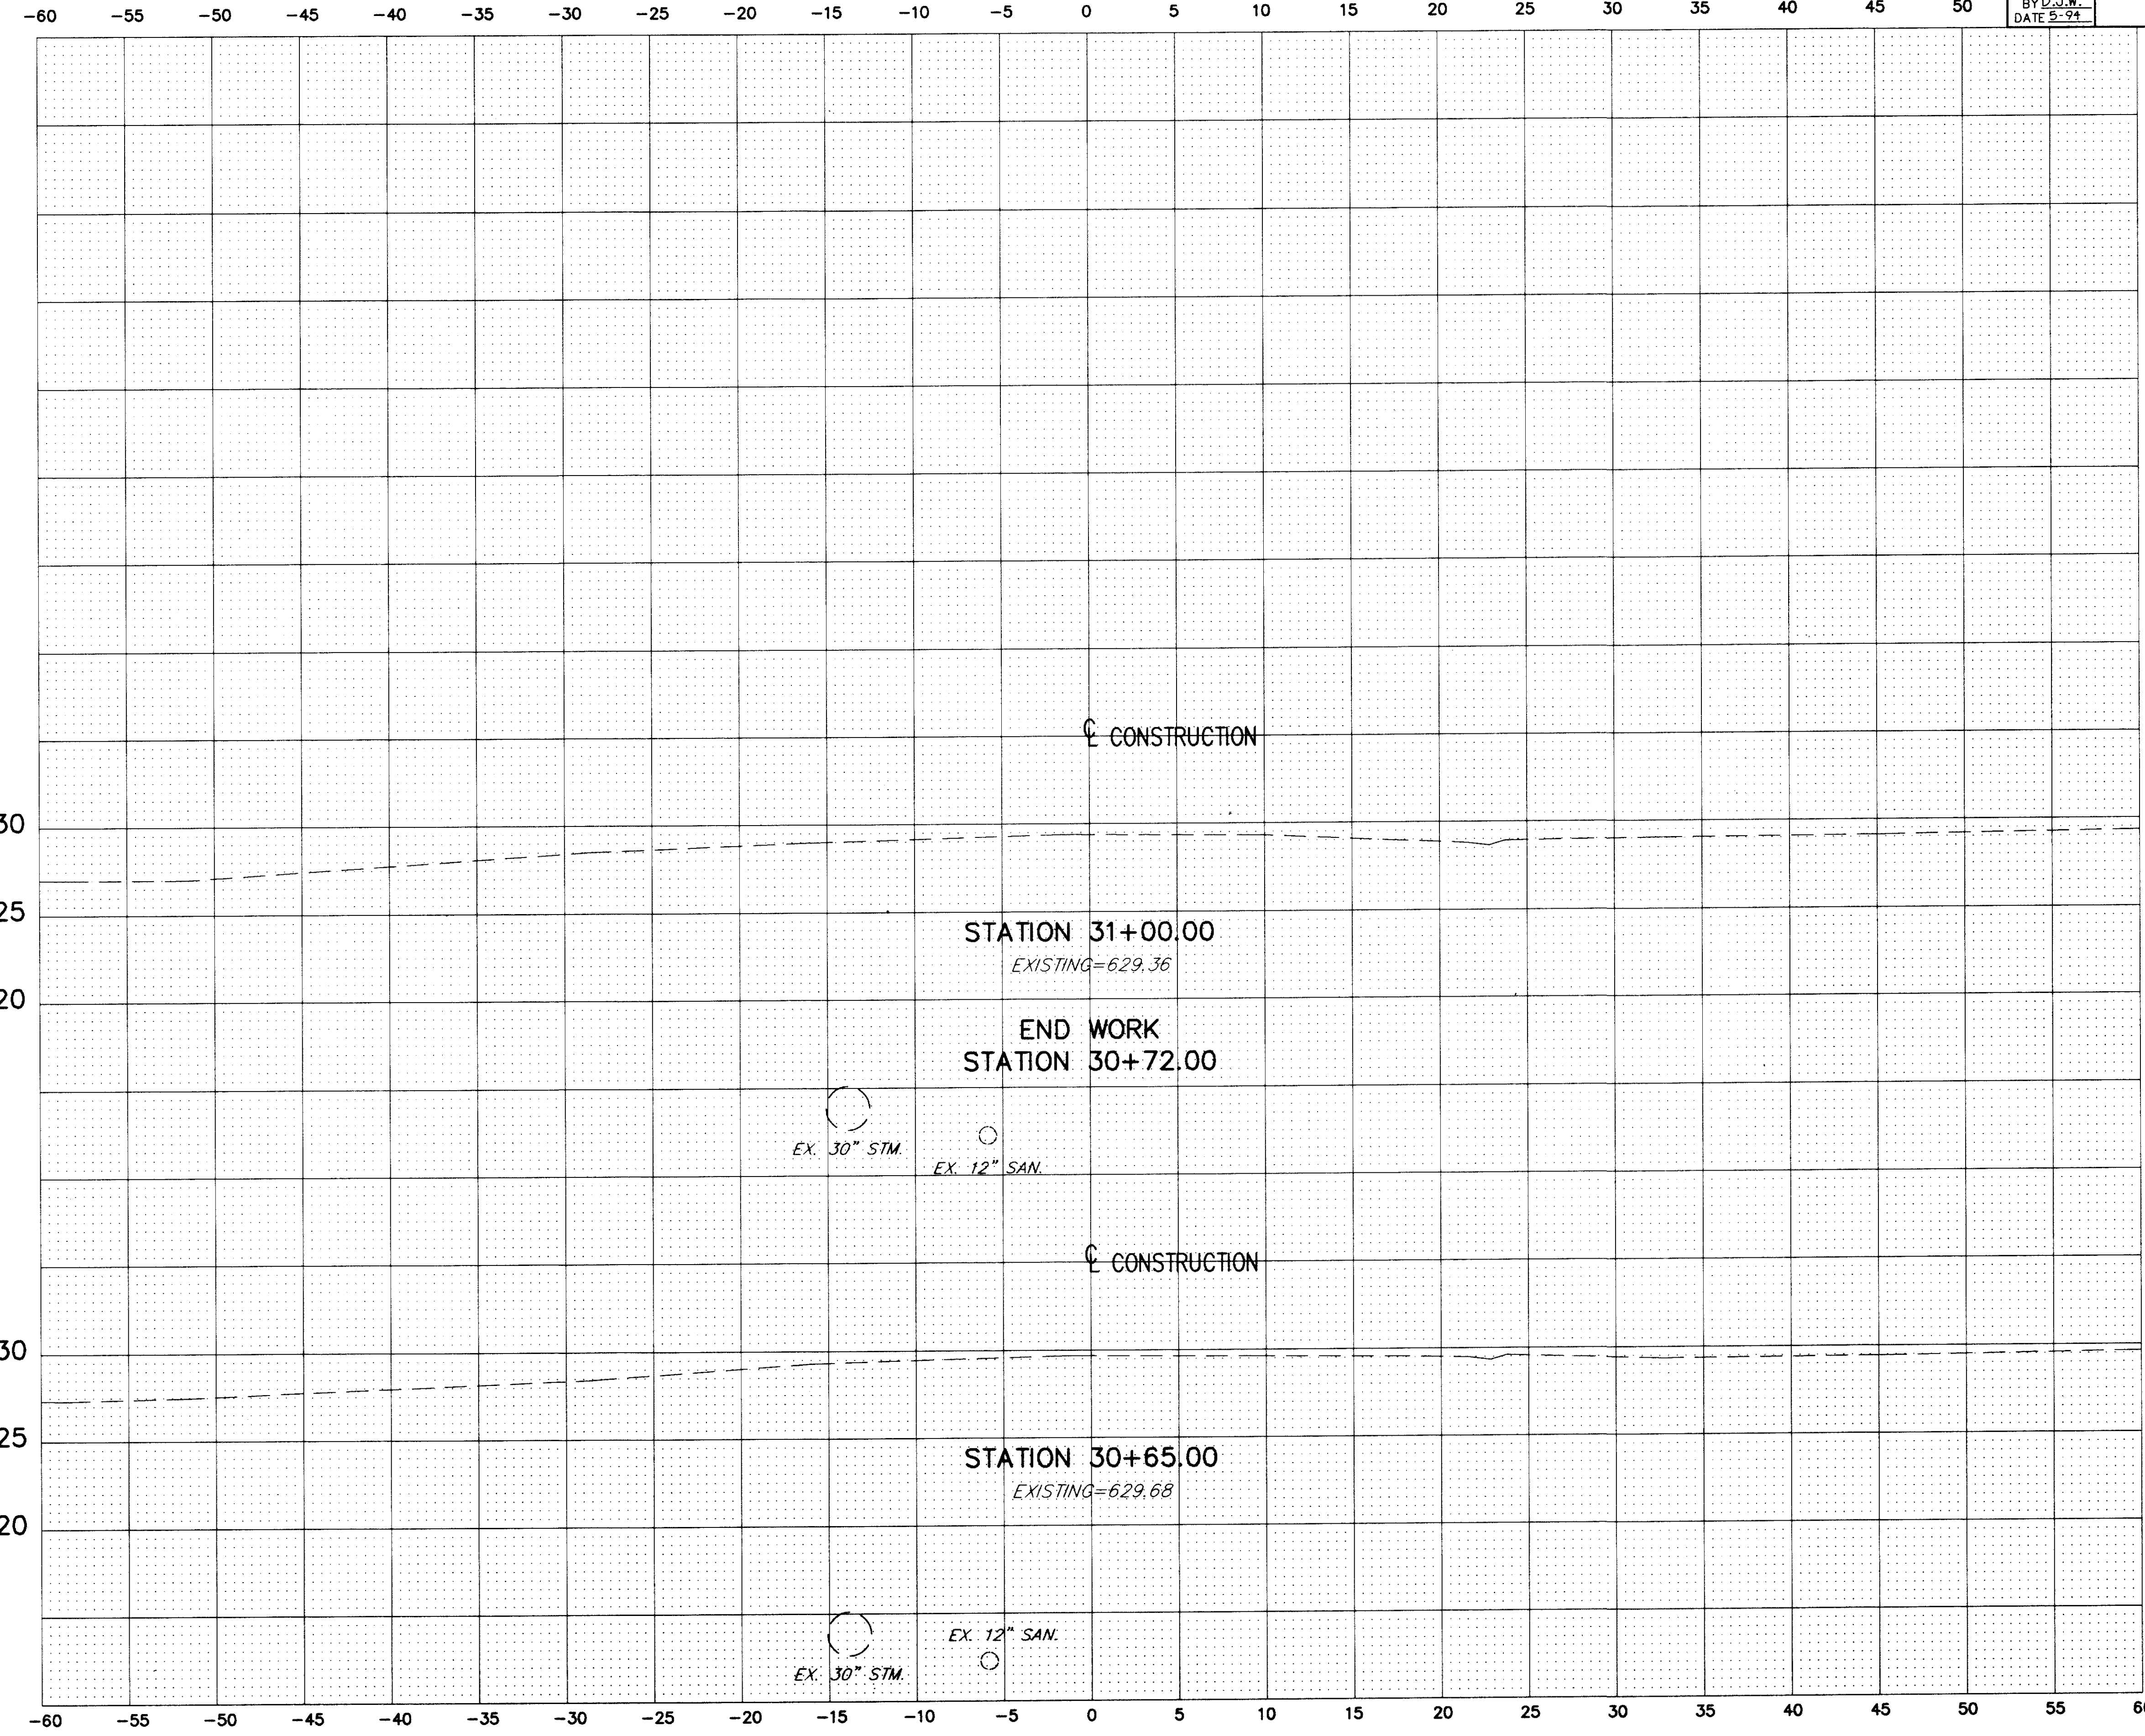 -60 -55 -50 -45 -40 -35 -30 -25 -20 -15 -10 -5 0 5 10 15 20 25 30 35 40 45 50
BY D.J.W.
DATE 5-94
℄ CONSTRUCTION
30
25
STATION 31+00.00
EXISTING=629.36
20
END WORK
STATION 30+72.00
EX. 30" STM.
EX. 12" SAN.
℄ CONSTRUCTION
30
25
STATION 30+65.00
EXISTING=629.68
20
EX. 12" SAN.
EX. 30" STM.
-60 -55 -50 -45 -40 -35 -30 -25 -20 -15 -10 -5 0 5 10 15 20 25 30 35 40 45 50 55 60